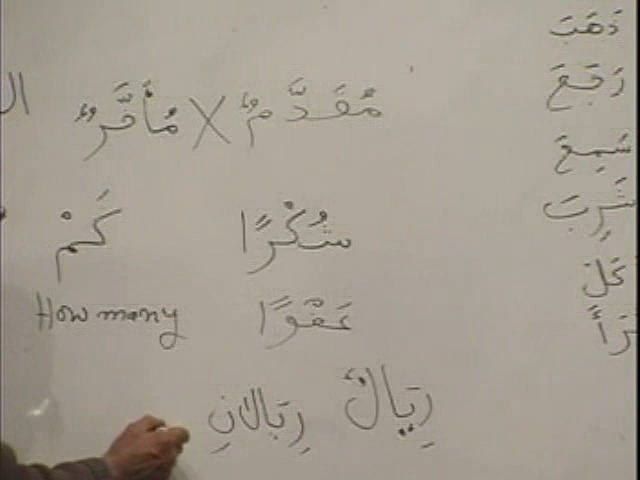 ذَهَبَ
رَجَعَ
سَمِعَ
شَرِبَ
مُقَدَّمٌ X مُأَخَّرٌ
شُكْرًا
كَمْ
عَفْوًا
How many
رِيَالٌ رِيَالَانِ